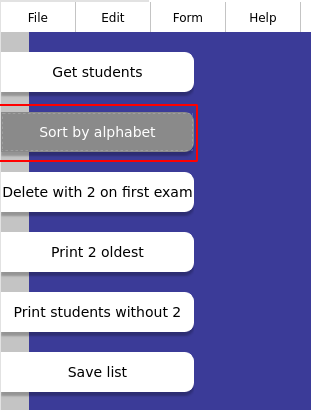 File Edit Form Help
Get students
Sort by alphabet
Delete with 2 on first exam
Print 2 oldest
Print students without 2
Save list